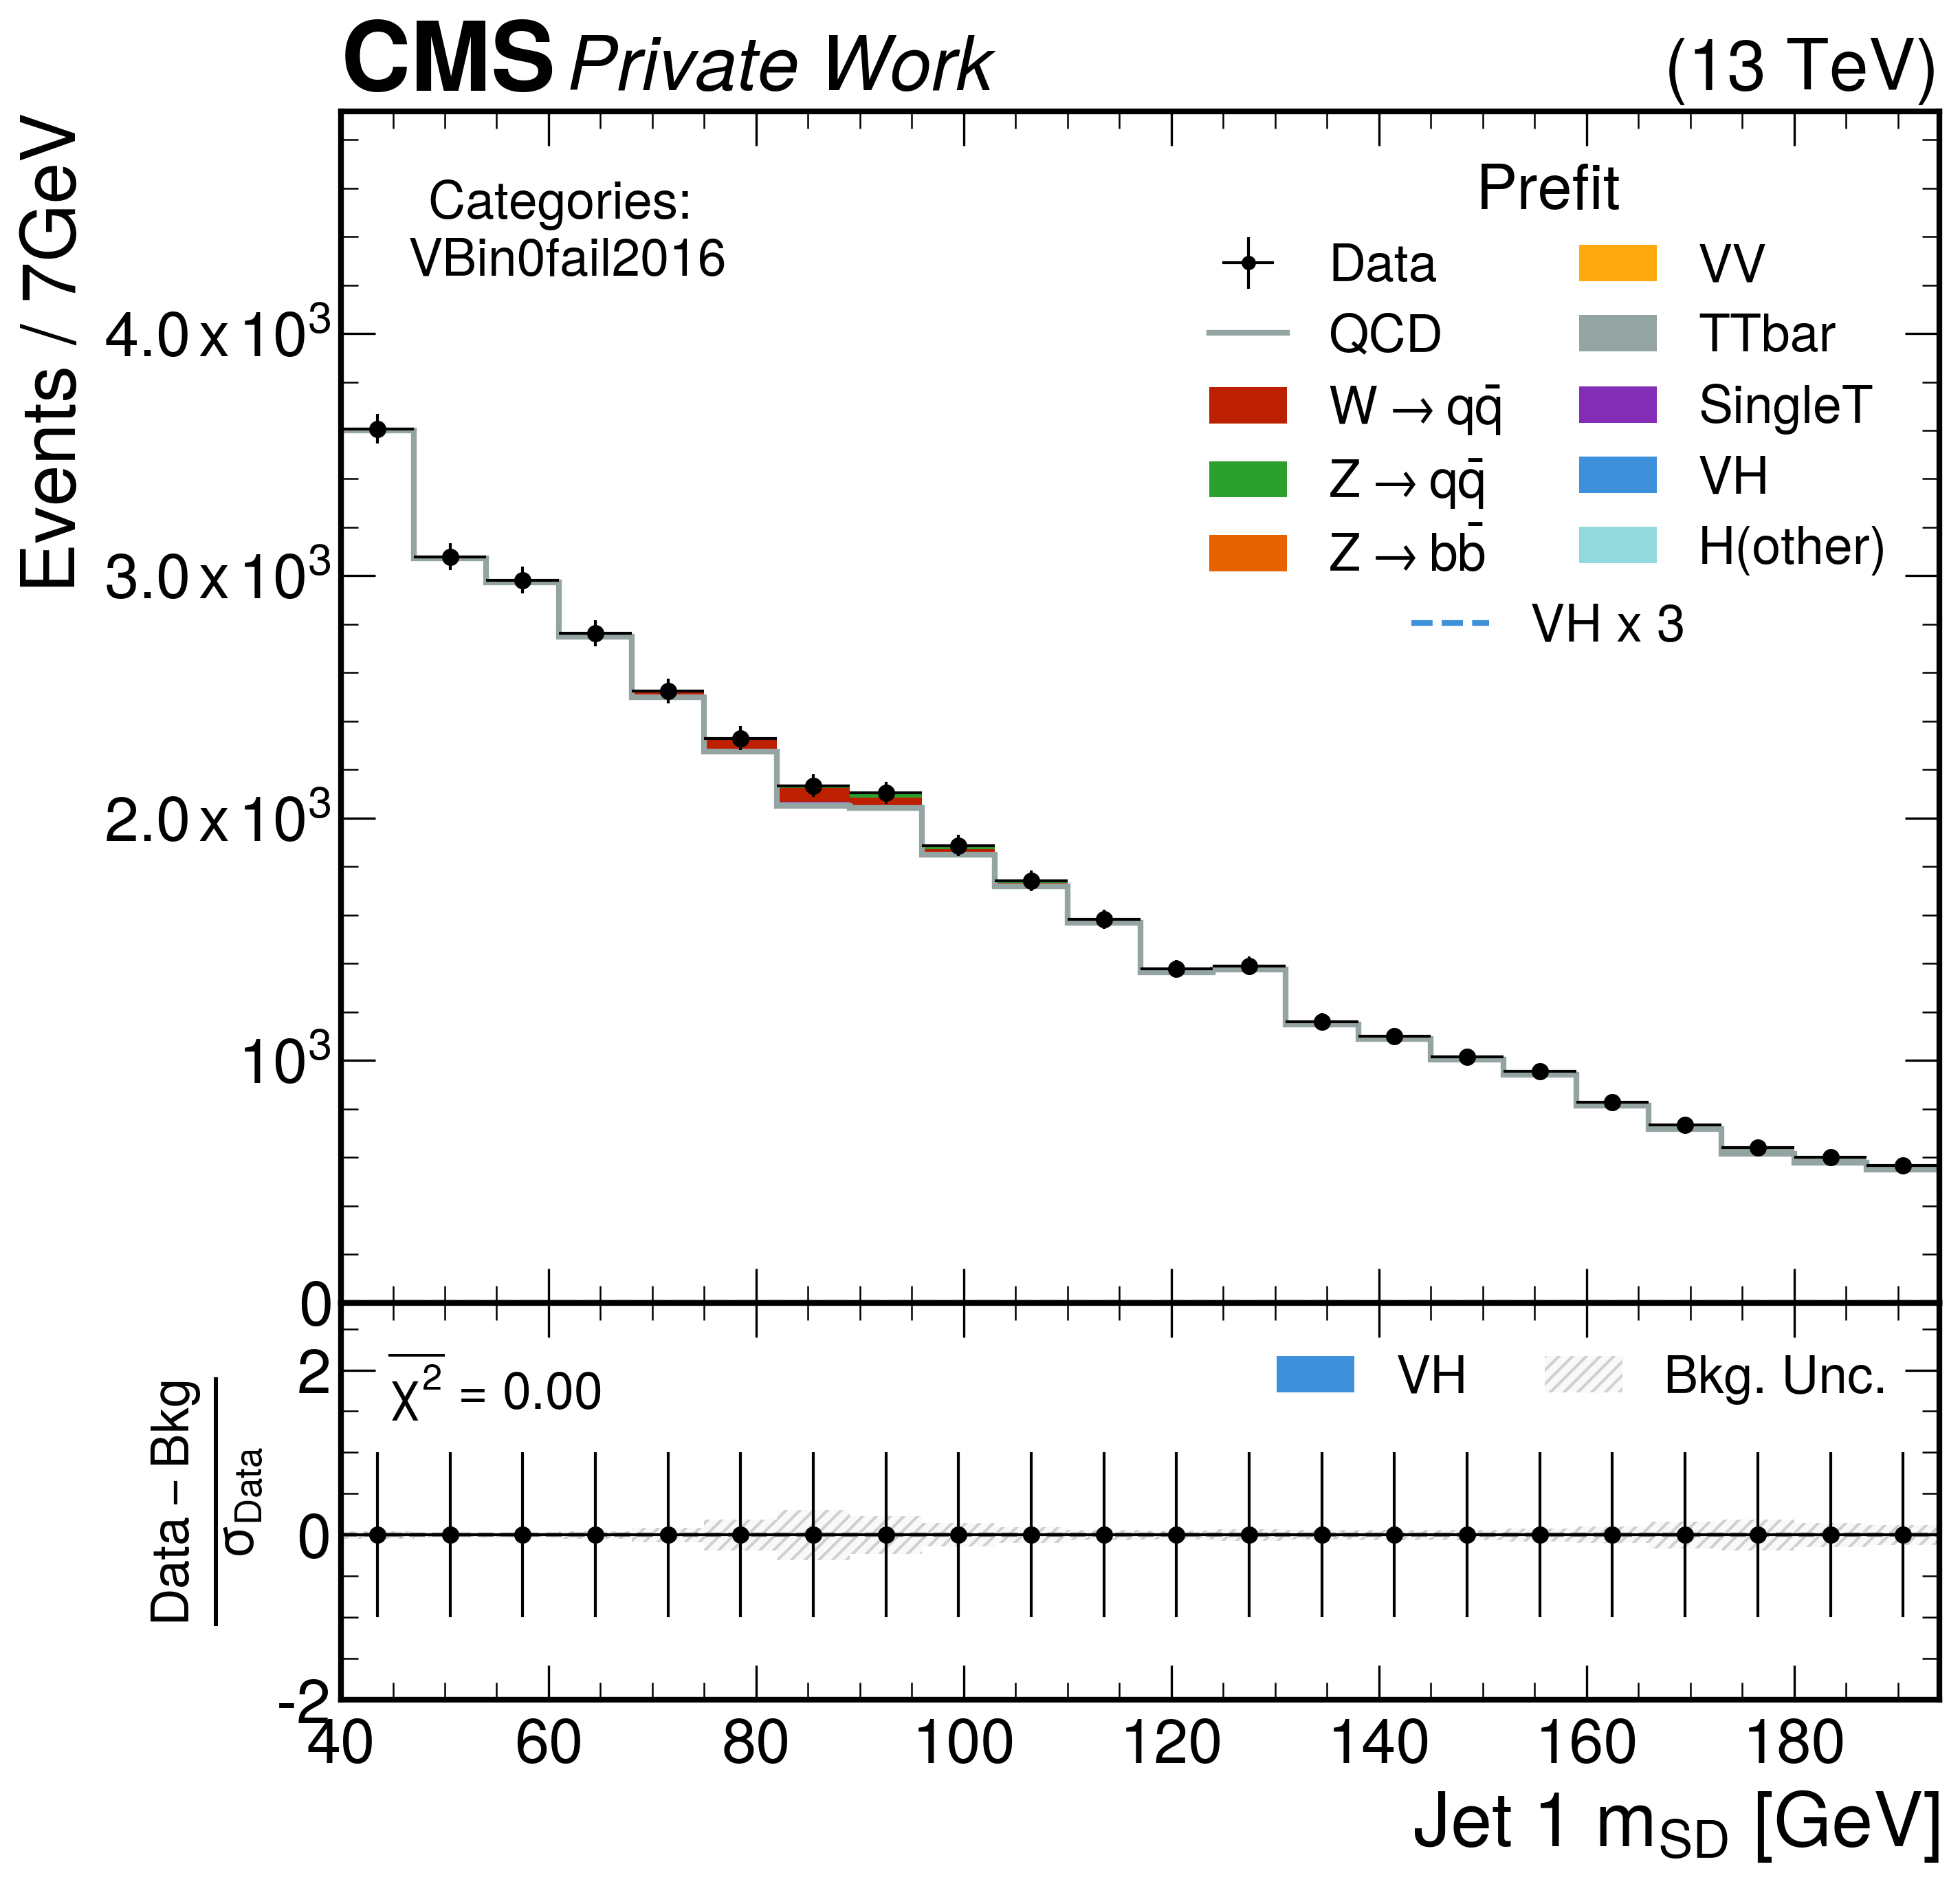 CMS Private Work (13 TeV)
Events / 7GeV
Categories:
VBin0fail2016
Prefit
Data
QCD
W → qq̄
Z → qq̄
Z → bb̄
VV
TTbar
SingleT
VH
H(other)
VH x 3
4.0 x 10³
3.0 x 10³
2.0 x 10³
10³
0
Data – Bkg
σData
χ² = 0.00
VH
Bkg. Unc.
2
0
-2
40 60 80 100 120 140 160 180
Jet 1 mSD [GeV]